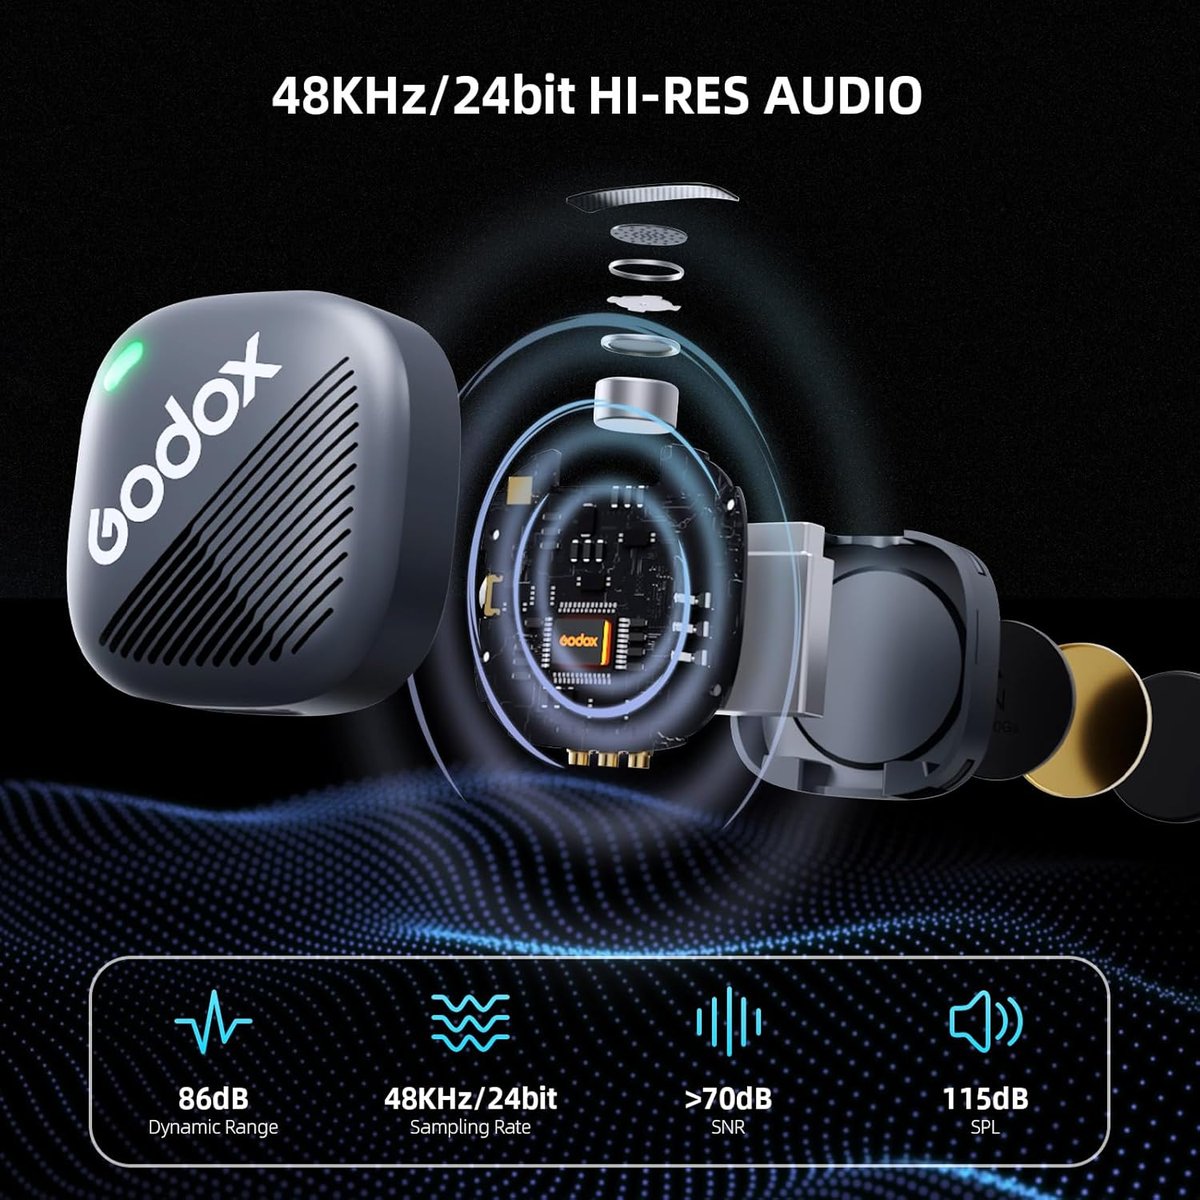 48KHz/24bit HI-RES AUDIO
Godox
Godox
86dB
Dynamic Range
48KHz/24bit
Sampling Rate
>70dB
SNR
115dB
SPL